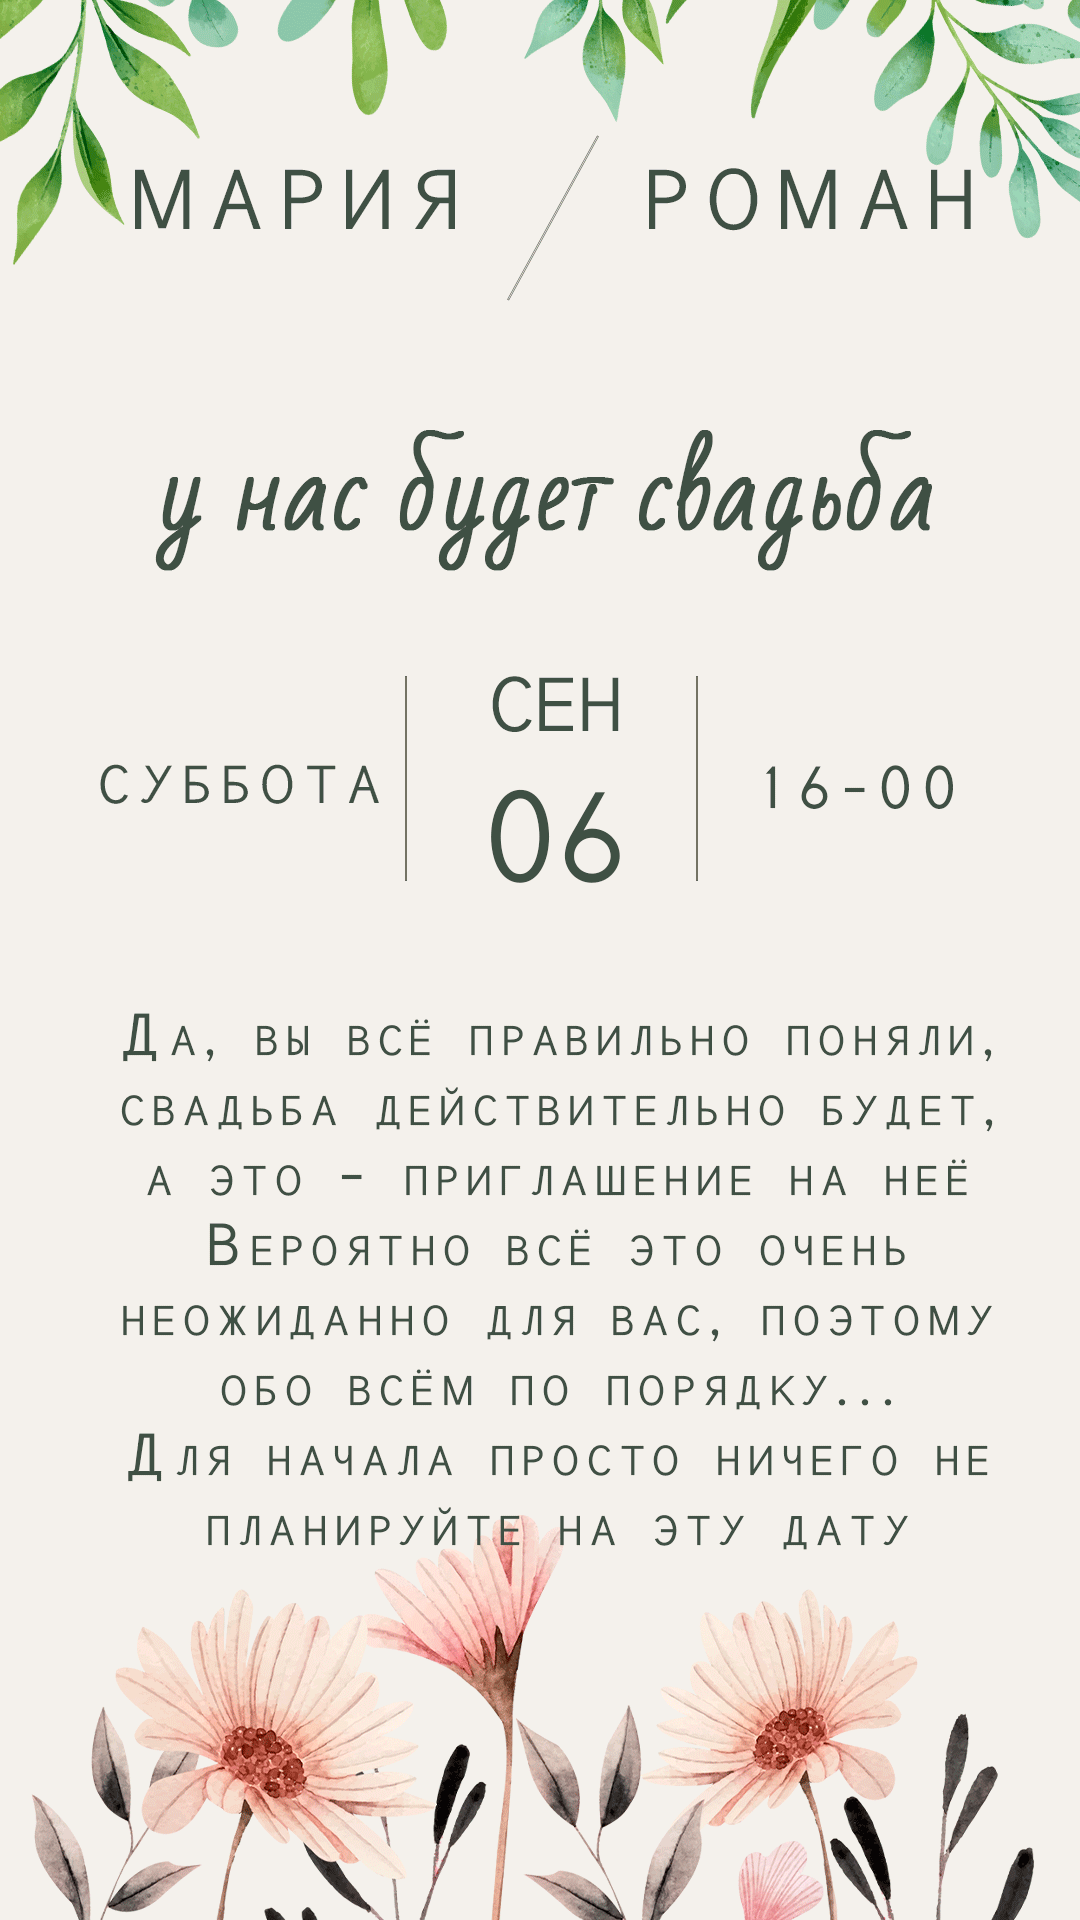 МАРИЯ / РОМАН
у нас будет свадьба
СЕН
СУББОТА 06 16-00
Да, вы всё правильно поняли,
свадьба действительно будет,
а это – приглашение на неё
Вероятно всё это очень
неожиданно для вас, поэтому
обо всём по порядку...
Для начала просто ничего не
планируйте на эту дату